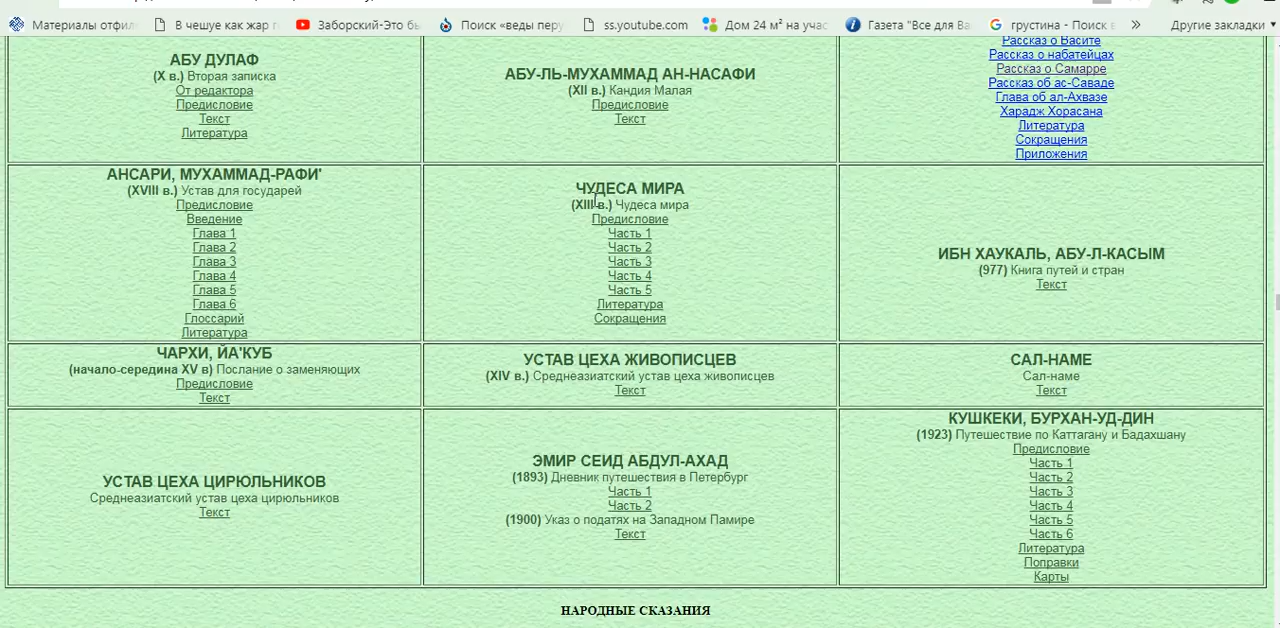 Материалы отфил
В чешуе как жар г
Заборский-Это бы
Поиск «веды перу
ss.youtube.com
Дом 24 м² на учас
Газета "Все для Ва
грустина - Поиск в
»
Другие закладки
АБУ ДУЛАФ
(X в.) Вторая записка
От редактора
Предисловие
Текст
Литература
АБУ-ЛЬ-МУХАММАД АН-НАСАФИ
(XII в.) Кандия Малая
Предисловие
Текст
Рассказ о Васите
Рассказ о набатейцах
Рассказ о Самарре
Рассказ об ас-Саваде
Глава об ал-Ахвазе
Харадж Хорасана
Литература
Сокращения
Приложения
АНСАРИ, МУХАММАД-РАФИ'
(XVIII в.) Устав для государей
Предисловие
Введение
Глава 1
Глава 2
Глава 3
Глава 4
Глава 5
Глава 6
Глоссарий
Литература
ЧУДЕСА МИРА
(XIII в.) Чудеса мира
Предисловие
Часть 1
Часть 2
Часть 3
Часть 4
Часть 5
Литература
Сокращения
ИБН ХАУКАЛЬ, АБУ-Л-КАСЫМ
(977) Книга путей и стран
Текст
ЧАРХИ, ЙА'КУБ
(начало-середина XV в) Послание о заменяющих
Предисловие
Текст
УСТАВ ЦЕХА ЖИВОПИСЦЕВ
(XIV в.) Среднеазиатский устав цеха живописцев
Текст
САЛ-НАМЕ
Сал-наме
Текст
УСТАВ ЦЕХА ЦИРЮЛЬНИКОВ
Среднеазиатский устав цеха цирюльников
Текст
ЭМИР СЕИД АБДУЛ-АХАД
(1893) Дневник путешествия в Петербург
Часть 1
Часть 2
(1900) Указ о податях на Западном Памире
Текст
КУШКЕКИ, БУРХАН-УД-ДИН
(1923) Путешествие по Каттагану и Бадахшану
Предисловие
Часть 1
Часть 2
Часть 3
Часть 4
Часть 5
Часть 6
Литература
Поправки
Карты
НАРОДНЫЕ СКАЗАНИЯ